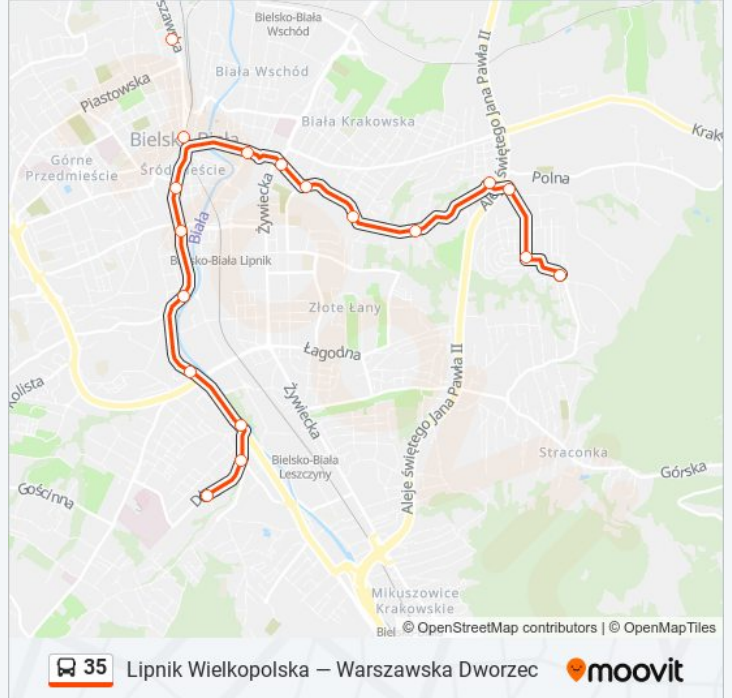 Bielsko-Biała
Wschód
Biała Wschód
Piastowska
Aleje świętego Jana Pawła II
Biała Krakowska
Bielsko-Biała
Górne
Przedmieście
Śródmieście
Polna
Żywiecka
Biała
Bielsko-Biała Lipnik
Złote Łany
Łagodna
Kolista
Żywiecka
Aleje świętego Jana Pawła II
Straconka
Bielsko-Biała
Leszczyny
Górska
Gościnna
Mikuszowice
Krakowskie
Biel
© OpenStreetMap contributors | © OpenMapTiles
35 Lipnik Wielkopolska — Warszawska Dworzec moovit